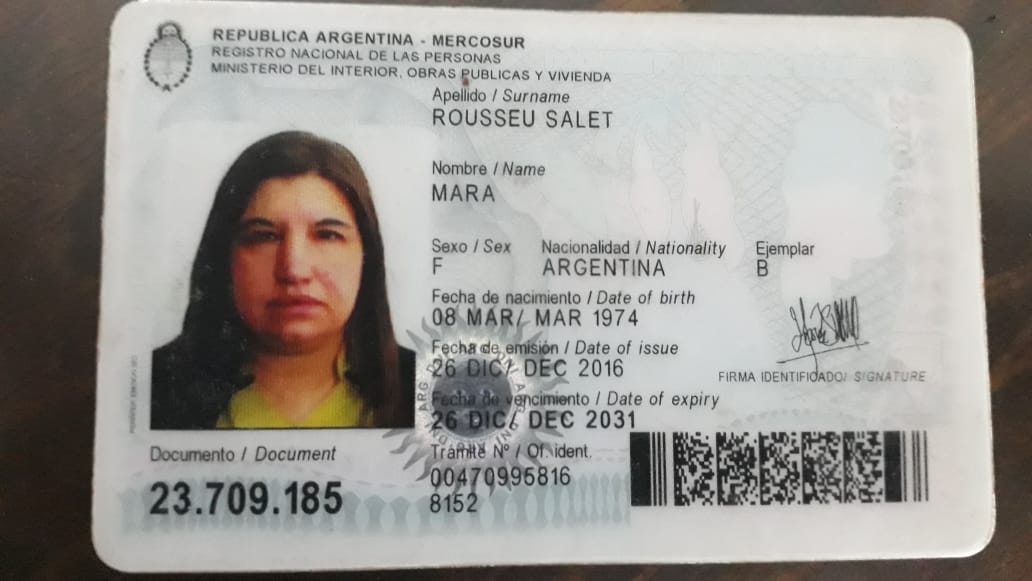 REPUBLICA ARGENTINA - MERCOSUR
REGISTRO NACIONAL DE LAS PERSONAS
MINISTERIO DEL INTERIOR, OBRAS PUBLICAS Y VIVIENDA
Apellido / Surname
ROUSSEU SALET
Nombre / Name
MARA
Sexo / Sex Nacionalidad / Nationality Ejemplar
F ARGENTINA B
Fecha de nacimiento / Date of birth
08 MAR/ MAR 1974
Fecha de emisión / Date of issue
26 DIC/ DEC 2016
Fecha de vencimiento / Date of expiry
26 DIC/ DEC 2031
FIRMA IDENTIFICADO/ SIGNATURE
Documento / Document
23.709.185
Trámite Nº / Of. ident.
00470995816
8152